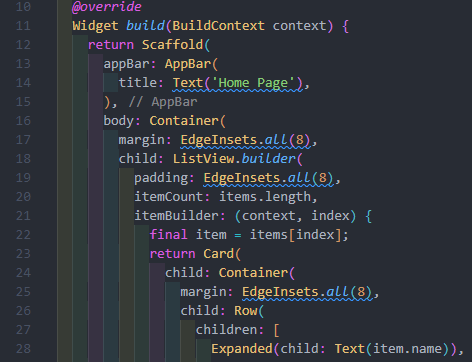 10 @override
11 Widget build(BuildContext context) {
12 return Scaffold(
13 appBar: AppBar(
14 title: Text('Home Page'),
15 ), // AppBar
16 body: Container(
17 margin: EdgeInsets.all(8),
18 child: ListView.builder(
19 padding: EdgeInsets.all(8),
20 itemCount: items.length,
21 itemBuilder: (context, index) {
22 final item = items[index];
23 return Card(
24 child: Container(
25 margin: EdgeInsets.all(8),
26 child: Row(
27 children: [
28 Expanded(child: Text(item.name)),